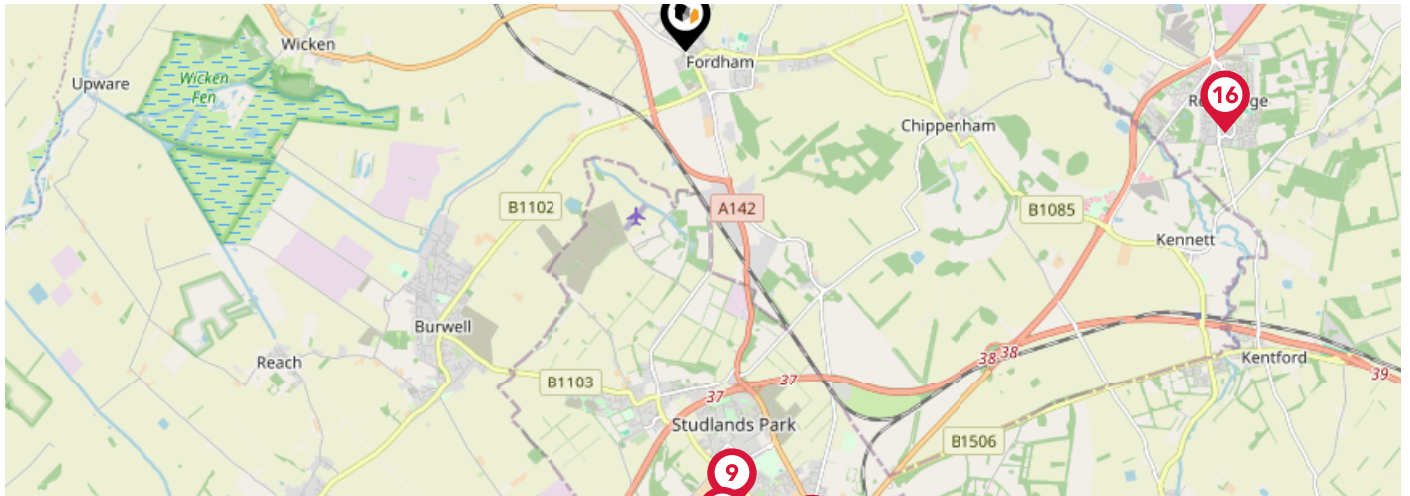 Wicken
Fordham
Upware
Wicken
Fen
16
Chippenham
B1102
A142
B1085
Kennett
Burwell
Reach
38
38
Kentford
39
B1103
37
37
Studlands Park
B1506
9